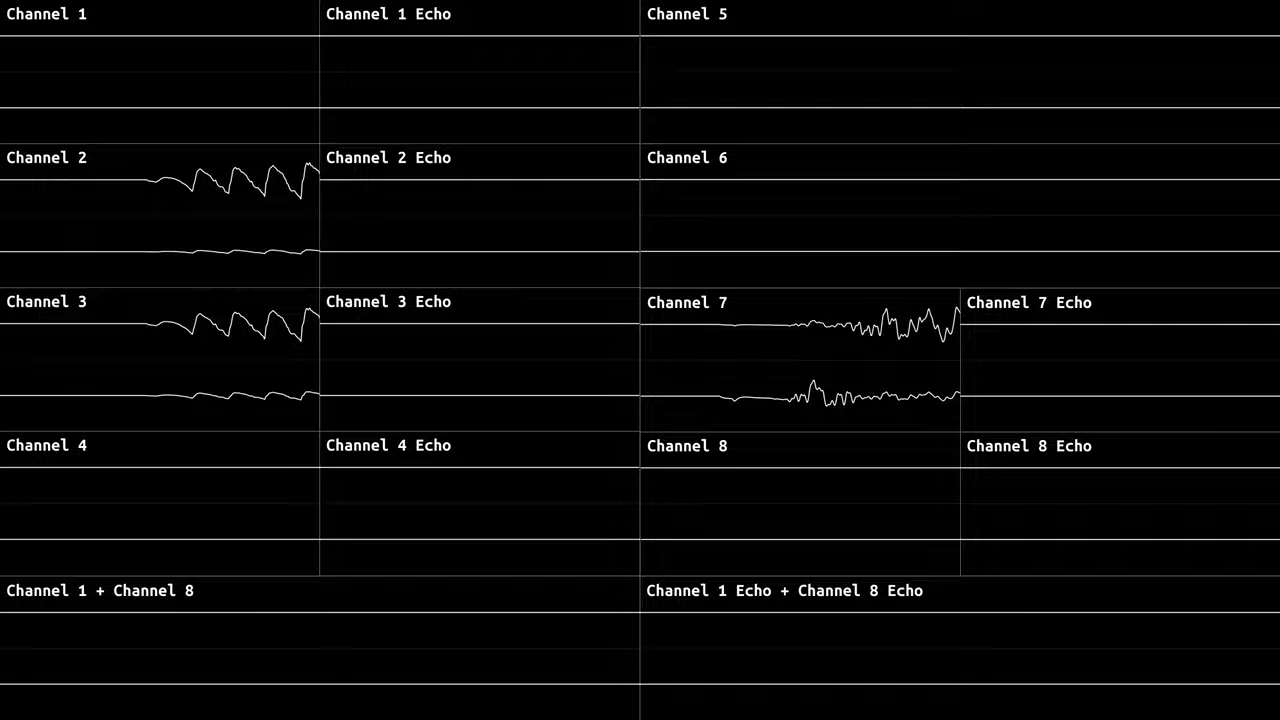 Channel 1
Channel 1 Echo
Channel 5
Channel 2
Channel 2 Echo
Channel 6
Channel 3
Channel 3 Echo
Channel 7
Channel 7 Echo
Channel 4
Channel 4 Echo
Channel 8
Channel 8 Echo
Channel 1 + Channel 8
Channel 1 Echo + Channel 8 Echo